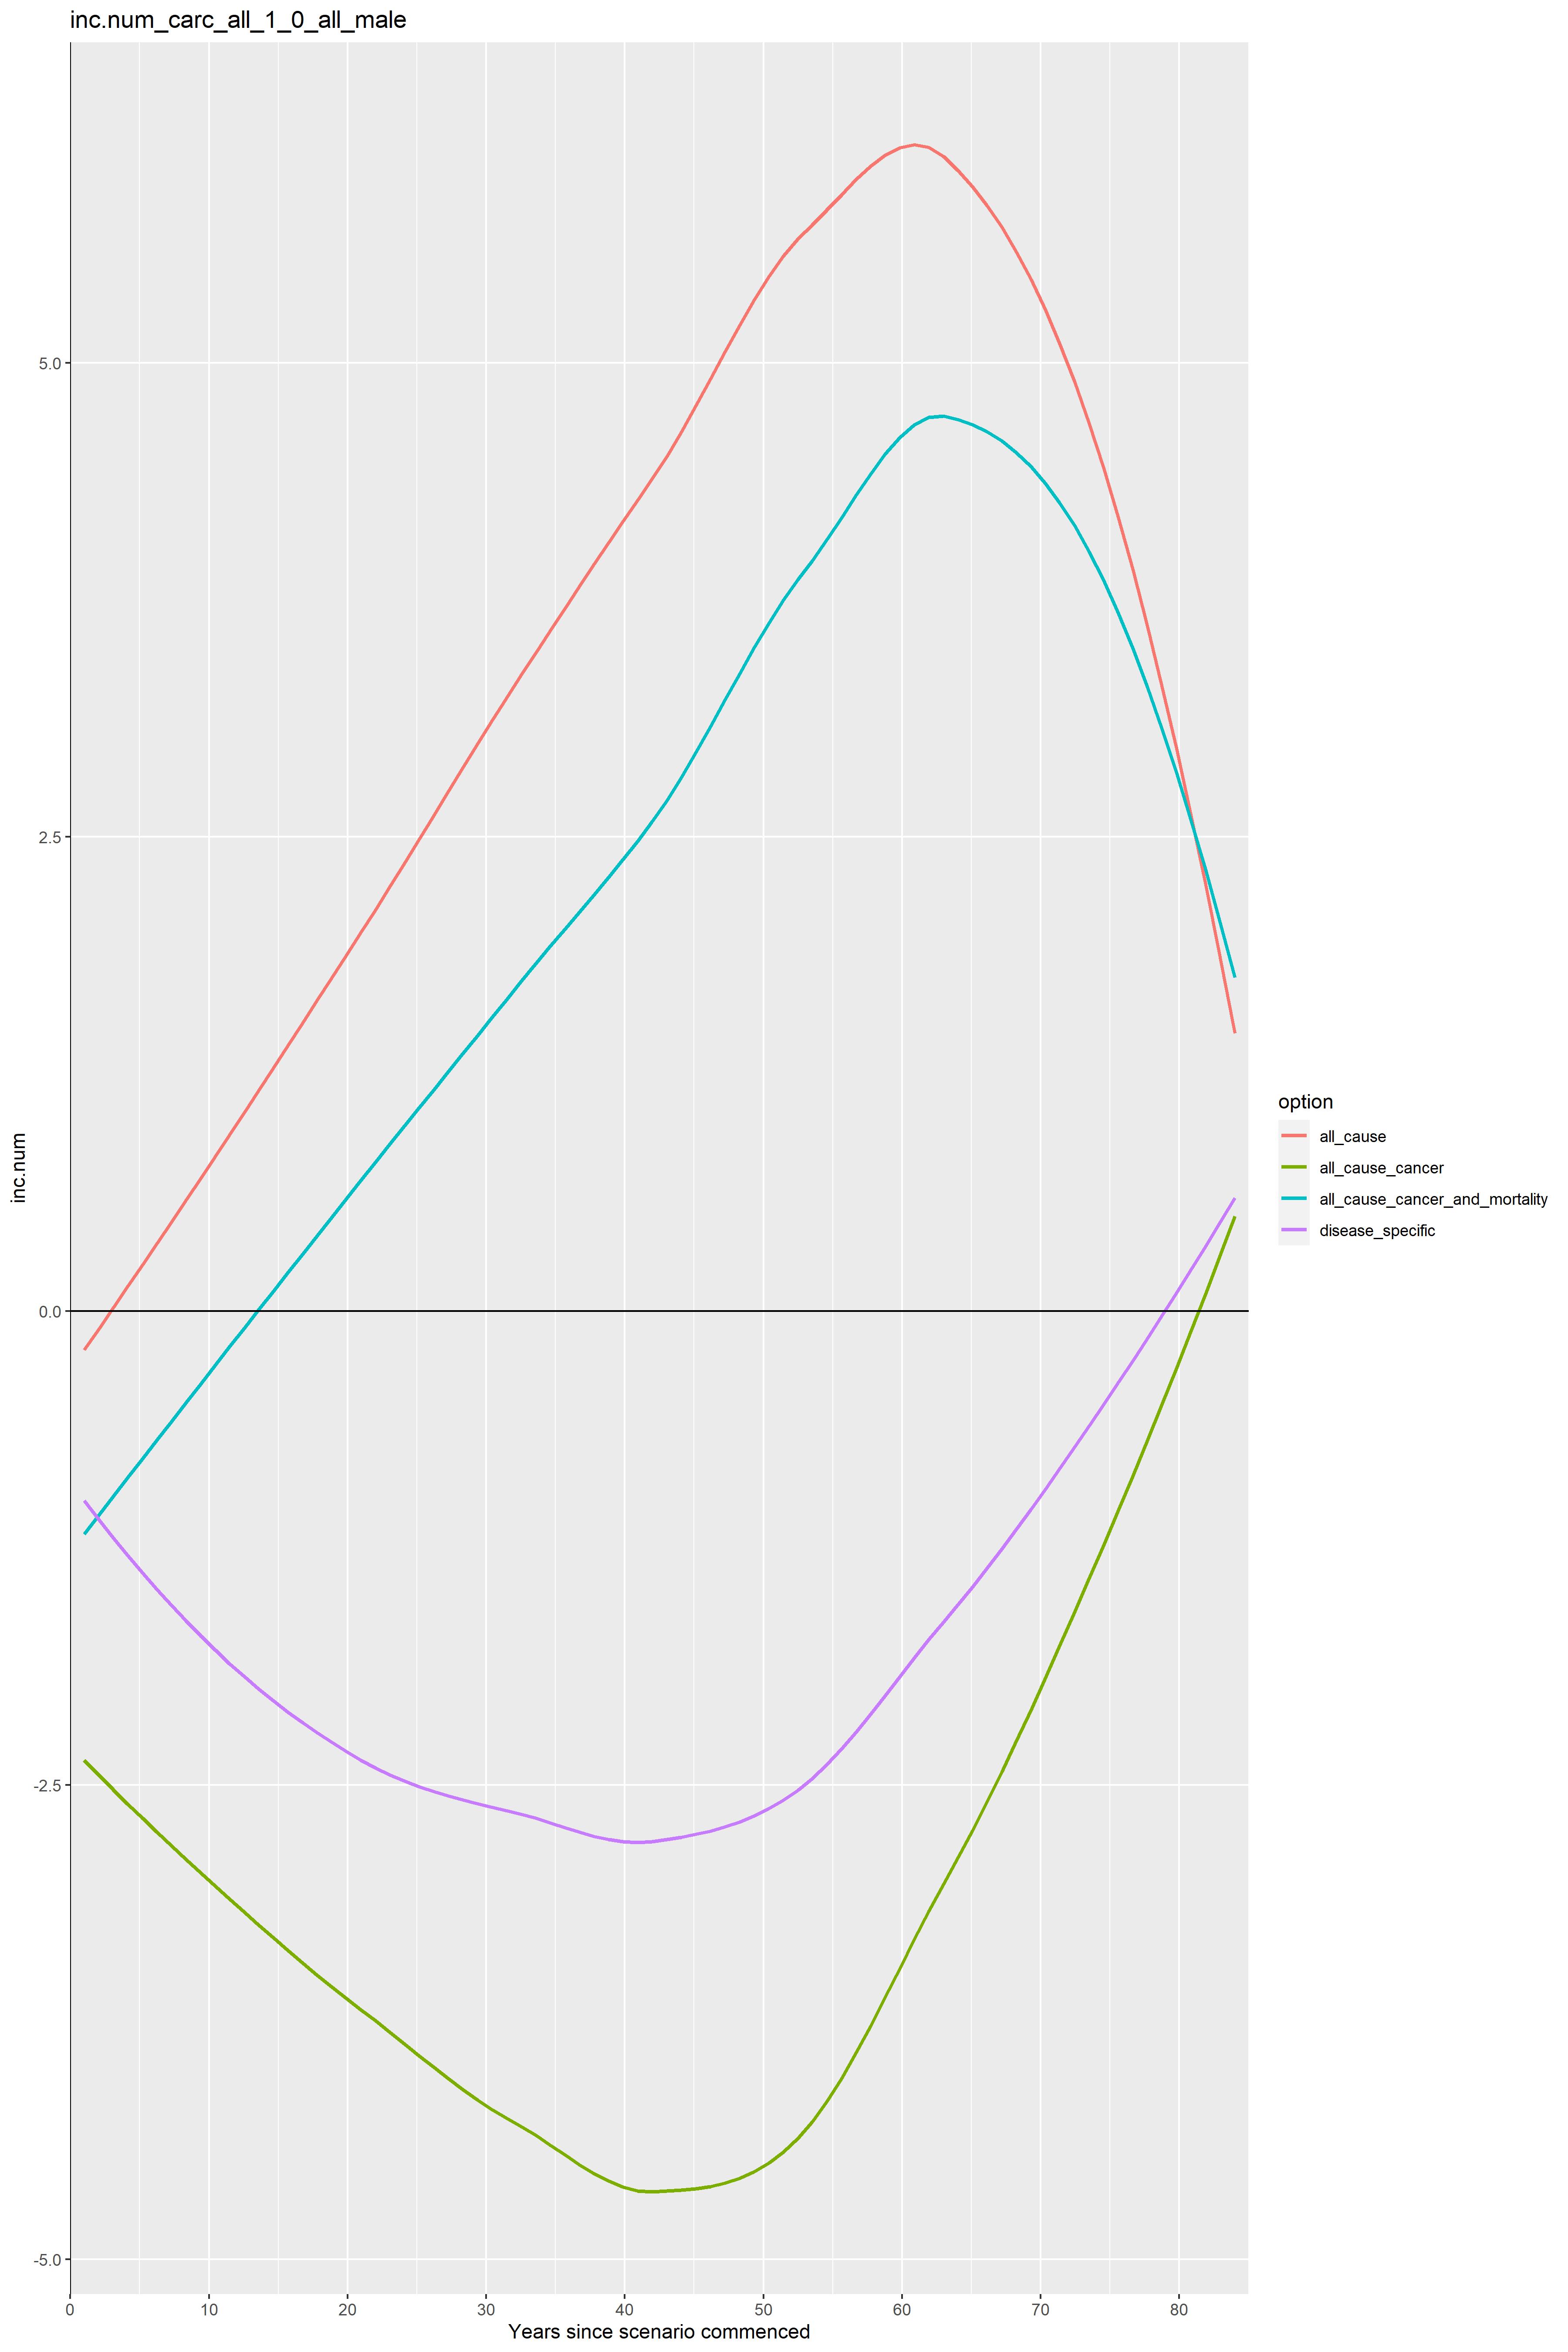 inc.num_carc_all_1_0_all_male
inc.num
5.0
2.5
0.0
-2.5
-5.0
0 10 20 30 40 50 60 70 80
Years since scenario commenced
option
all_cause
all_cause_cancer
all_cause_cancer_and_mortality
disease_specific